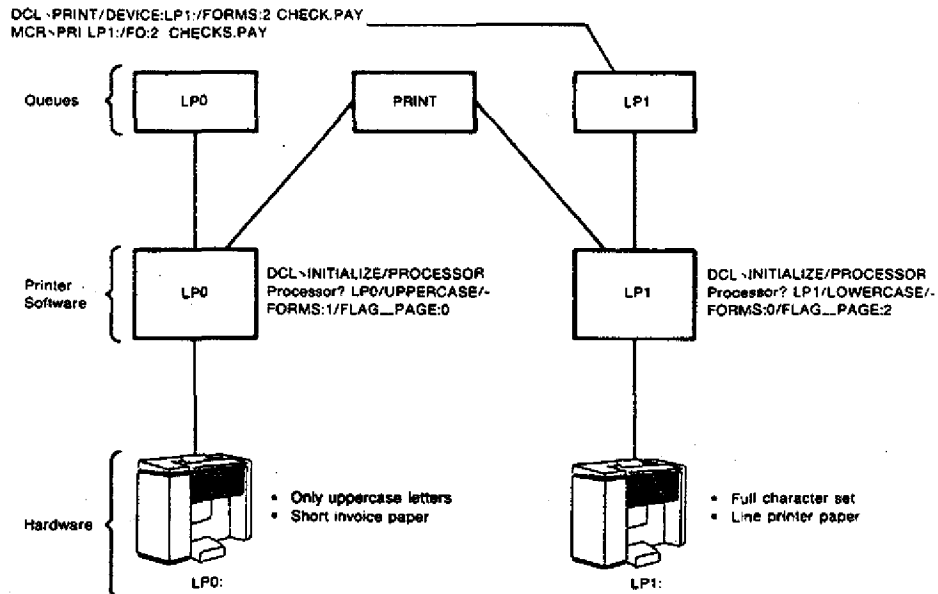 DCL>PRINT/DEVICE:LP1:/FORMS:2 CHECK.PAY
MCR>PRI LP1:/FO:2 CHECKS.PAY
Queues
LP0
PRINT
LP1
Printer
Software
LP0
DCL>INITIALIZE/PROCESSOR
Processor? LP0/UPPERCASE/-
FORMS:1/FLAG__PAGE:0
LP1
DCL>INITIALIZE/PROCESSOR
Processor? LP1/LOWERCASE/-
FORMS:0/FLAG__PAGE:2
Hardware
• Only uppercase letters
• Short invoice paper
LP0:
• Full character set
• Line printer paper
LP1: